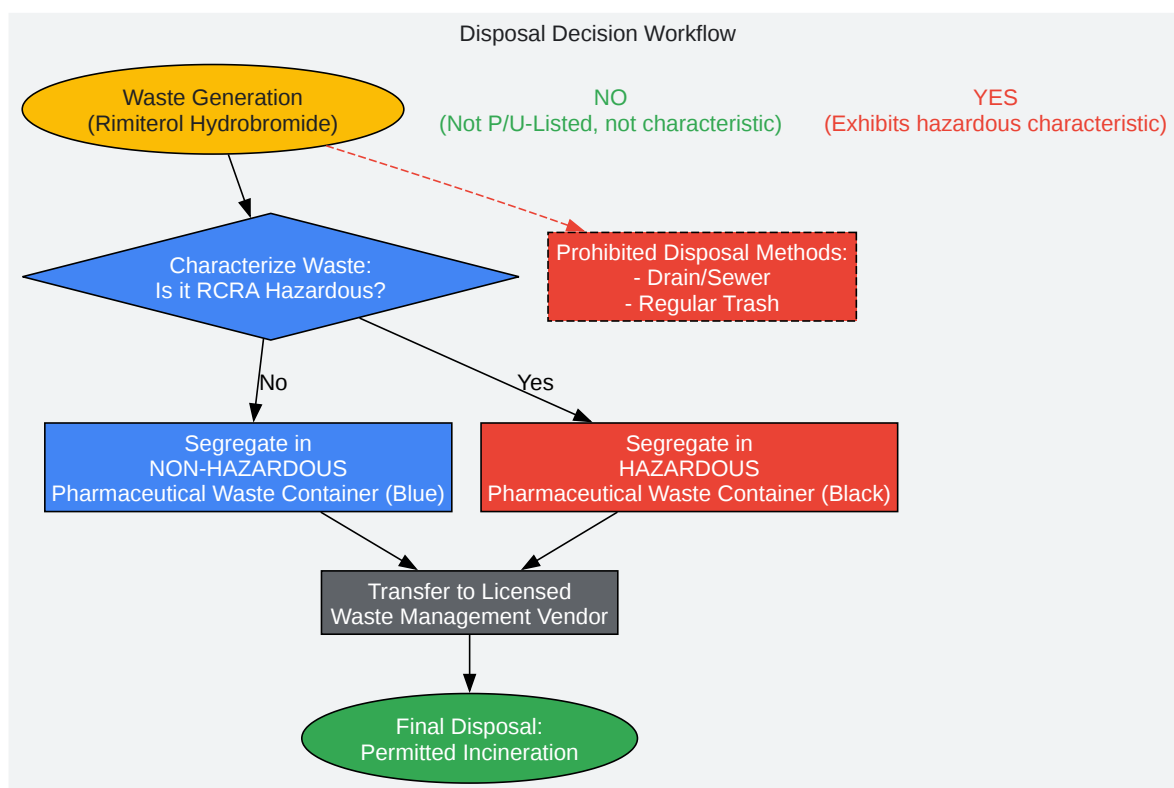 Disposal Decision Workflow
Waste Generation
(Rimiterol Hydrobromide)
NO
(Not P/U-Listed, not characteristic)
YES
(Exhibits hazardous characteristic)
Prohibited Disposal Methods:
- Drain/Sewer
- Regular Trash
Characterize Waste:
Is it RCRA Hazardous?
No
Yes
Segregate in
NON-HAZARDOUS
Pharmaceutical Waste Container (Blue)
Segregate in
HAZARDOUS
Pharmaceutical Waste Container (Black)
Transfer to Licensed
Waste Management Vendor
Final Disposal:
Permitted Incineration